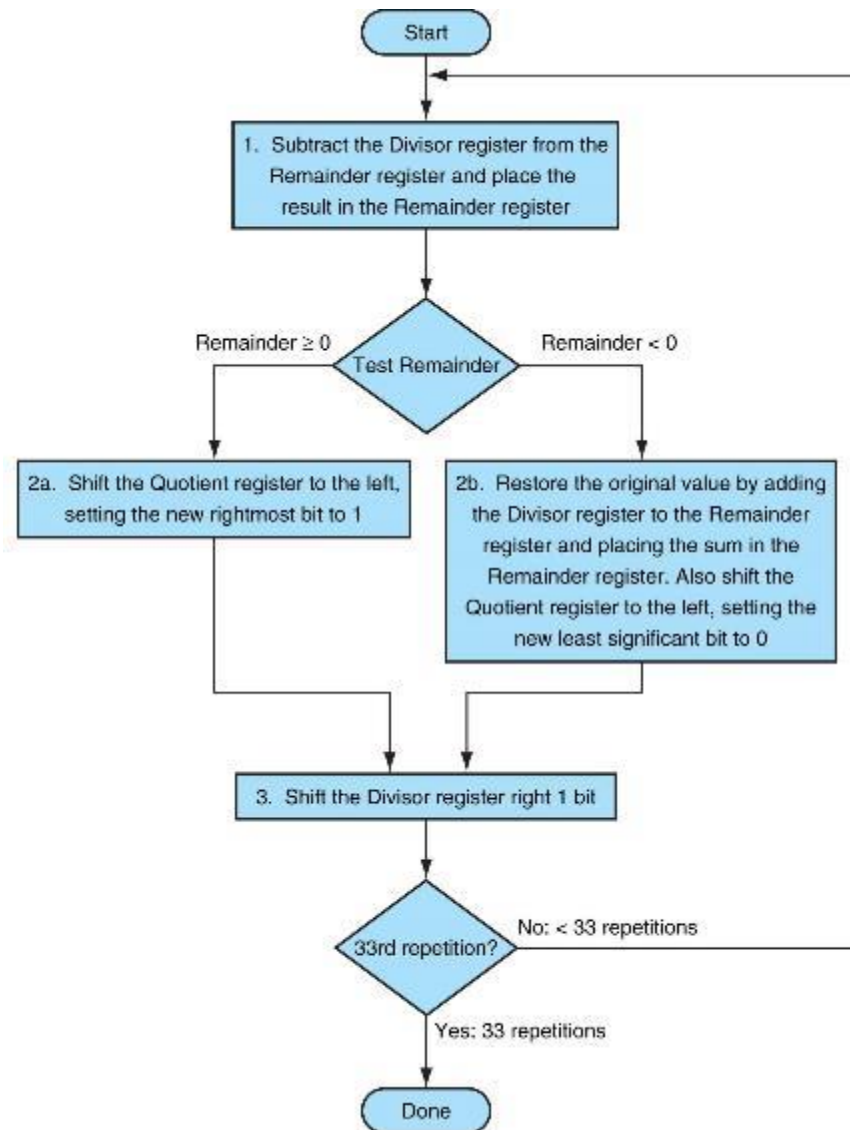 Start
1. Subtract the Divisor register from the
Remainder register and place the
result in the Remainder register
Remainder ≥ 0
Remainder < 0
Test Remainder
2a. Shift the Quotient register to the left,
setting the new rightmost bit to 1
2b. Restore the original value by adding
the Divisor register to the Remainder
register and placing the sum in the
Remainder register. Also shift the
Quotient register to the left, setting the
new least significant bit to 0
3. Shift the Divisor register right 1 bit
33rd repetition?
No: < 33 repetitions
Yes: 33 repetitions
Done